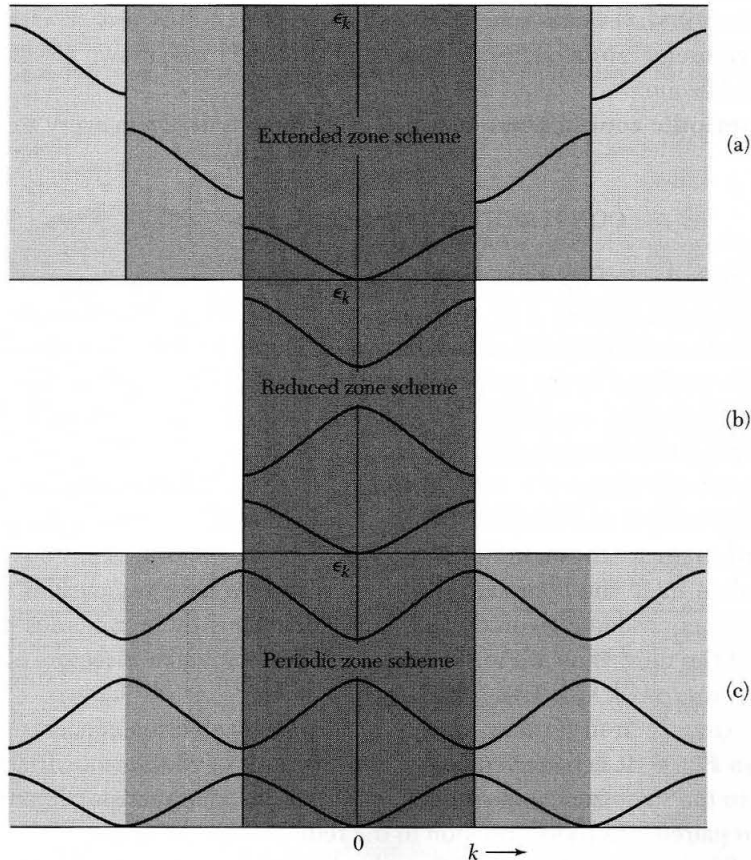 ϵₖ
Extended zone scheme
(a)
ϵₖ
Reduced zone scheme
(b)
ϵₖ
Periodic zone scheme
(c)
0
k →